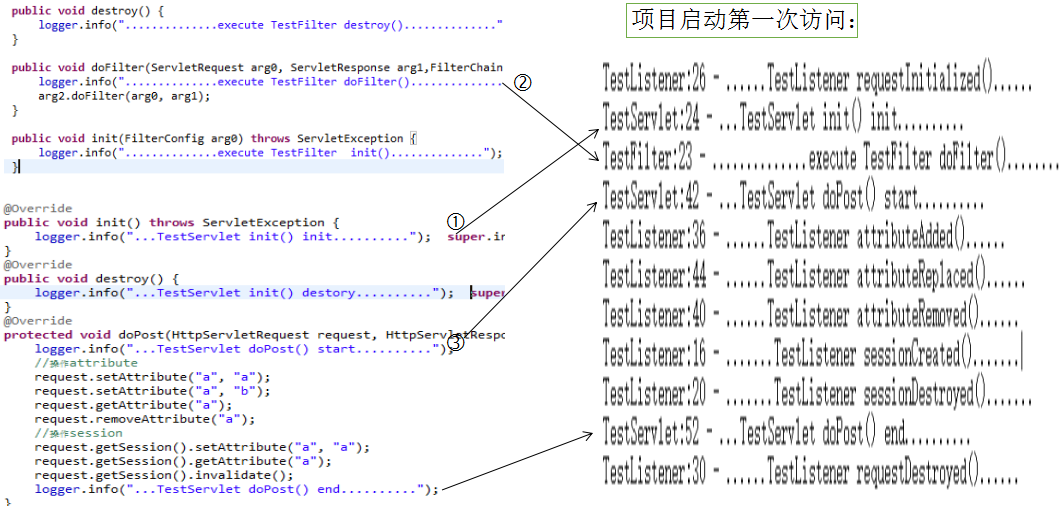 public void destroy() {
logger.info("..............execute TestFilter destroy().............."
}
public void doFilter(ServletRequest arg0, ServletResponse arg1,FilterChain
logger.info("..............execute TestFilter doFilter()..............
arg2.doFilter(arg0, arg1);
}
public void init(FilterConfig arg0) throws ServletException {
logger.info("..............execute TestFilter  init()..............");
}
@Override
public void init() throws ServletException {
logger.info("...TestServlet init() init..........");  super.in
}
@Override
public void destroy() {
logger.info("...TestServlet init() destory..........");  super
}
@Override
protected void doPost(HttpServletRequest request, HttpServletRespo
logger.info("...TestServlet doPost() start..........");
//操作attribute
request.setAttribute("a", "a");
request.setAttribute("a", "b");
request.getAttribute("a");
request.removeAttribute("a");
//操作session
request.getSession().setAttribute("a", "a");
request.getSession().getAttribute("a");
request.getSession().invalidate();
logger.info("...TestServlet doPost() end..........");
}
①
②
③
项目启动第一次访问：
TestListener:26 - ......TestListener requestInitialized()......
TestServlet:24 - ...TestServlet init() init..........
TestFilter:23 - ..............execute TestFilter doFilter()........
TestServlet:42 - ...TestServlet doPost() start..........
TestListener:36 - ......TestListener attributeAdded()......
TestListener:44 - ......TestListener attributeReplaced()......
TestListener:40 - ......TestListener attributeRemoved()......
TestListener:16 - .......TestListener sessionCreated().......
TestListener:20 - .......TestListener sessionDestroyed().......
TestServlet:52 - ...TestServlet doPost() end..........
TestListener:30 - ......TestListener requestDestroyed()......